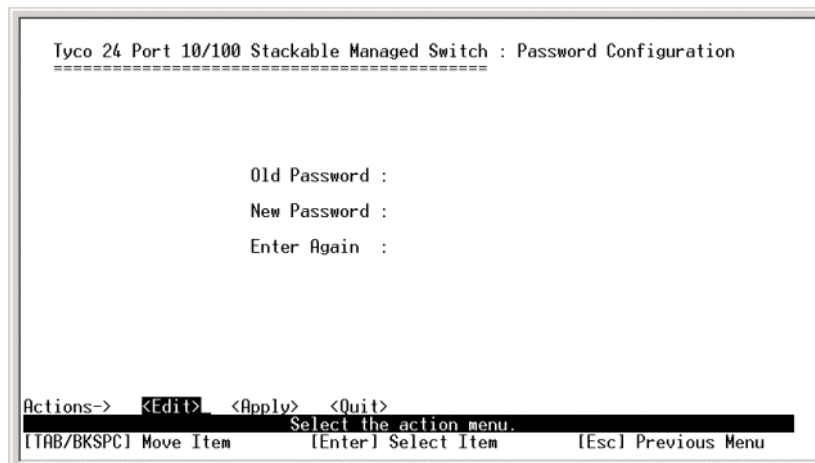 Tyco 24 Port 10/100 Stackable Managed Switch : Password Configuration
============================================
Old Password :
New Password :
Enter Again :
Actions-> <Edit>_ <Apply> <Quit>
Select the action menu.
[TAB/BKSPC] Move Item [Enter] Select Item [Esc] Previous Menu